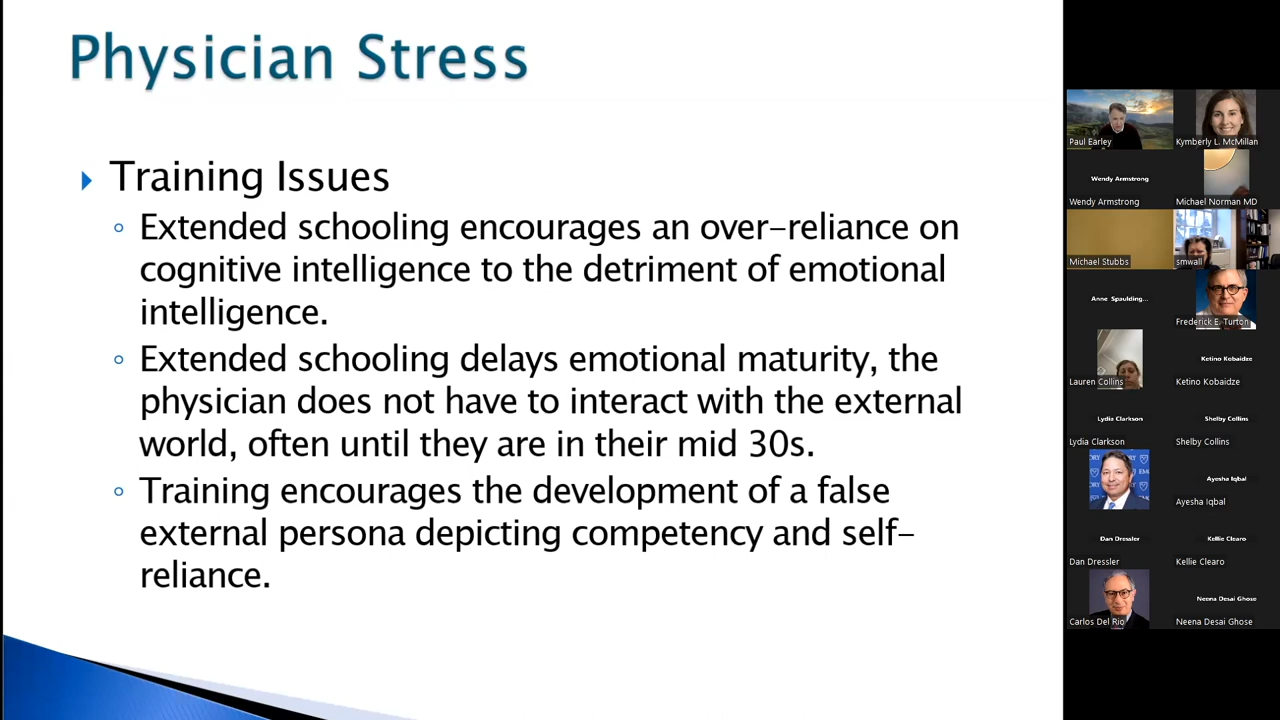 Physician Stress
Training Issues
Extended schooling encourages an over-reliance on
cognitive intelligence to the detriment of emotional
intelligence.
Extended schooling delays emotional maturity, the
physician does not have to interact with the external
world, often until they are in their mid 30s.
Training encourages the development of a false
external persona depicting competency and self-
reliance.
Paul Earley
Kymberly L. McMillan
Wendy Armstrong
Wendy Armstrong
Michael Norman MD
Michael Stubbs
smwall
Anne Spaulding...
Frederick E. Turton
Lauren Collins
Ketino Kobaidze
Ketino Kobaidze
Lydia Clarkson
Lydia Clarkson
Shelby Collins
Shelby Collins
Ayesha Iqbal
Ayesha Iqbal
Dan Dressler
Dan Dressler
Kellie Clearo
Kellie Clearo
Carlos Del Rio
Neena Desai Ghose
Neena Desai Ghose